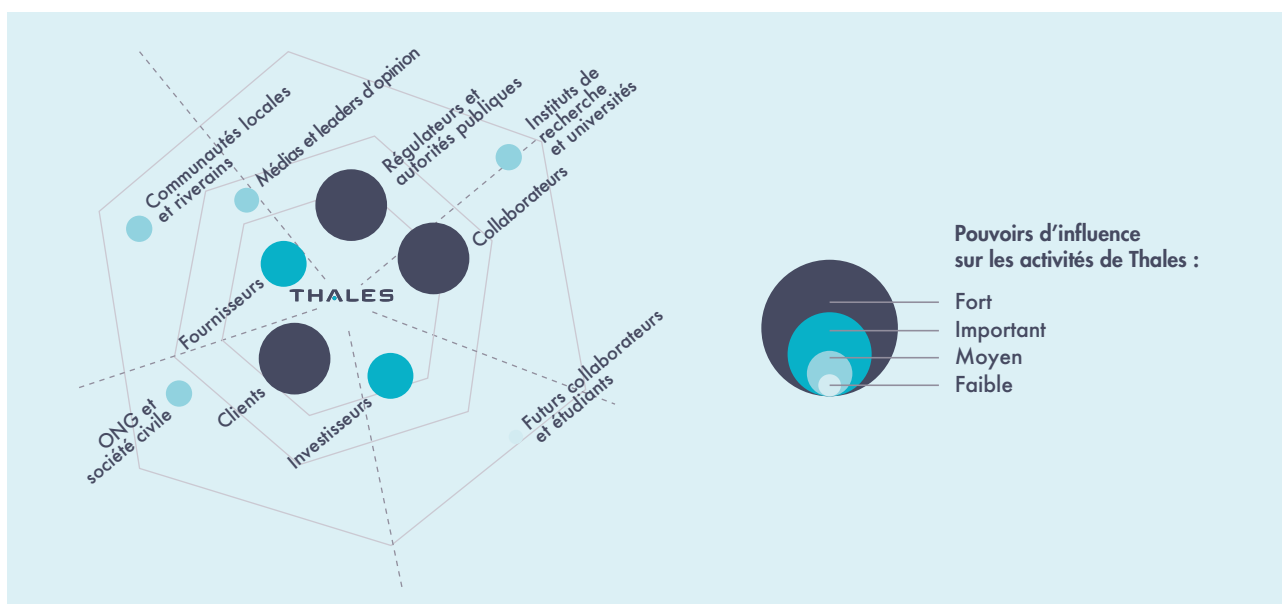 Communautés locales
et riverains
Médias et leaders d'opinion
Régulateurs et
autorités publiques
Instituts de
recherche
et universités
Collaborateurs
Fournisseurs
THALES
ONG et
société civile
Clients
Investisseurs
Futurs collaborateurs
et étudiants
Pouvoirs d'influence
sur les activités de Thales :
Fort
Important
Moyen
Faible